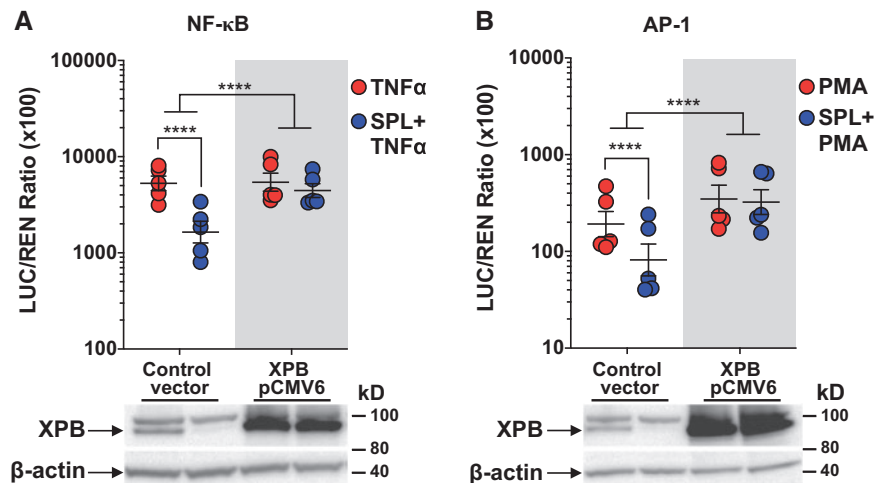 A
NF-κB
LUC/REN Ratio (x100)
100000
10000
1000
100
****
****
TNFα
SPL+
TNFα
Control
vector
XPB
pCMV6
kD
XPB
β-actin
100
80
40
B
AP-1
LUC/REN Ratio (x100)
10000
1000
100
10
****
****
PMA
SPL+
PMA
Control
vector
XPB
pCMV6
kD
XPB
β-actin
100
80
40